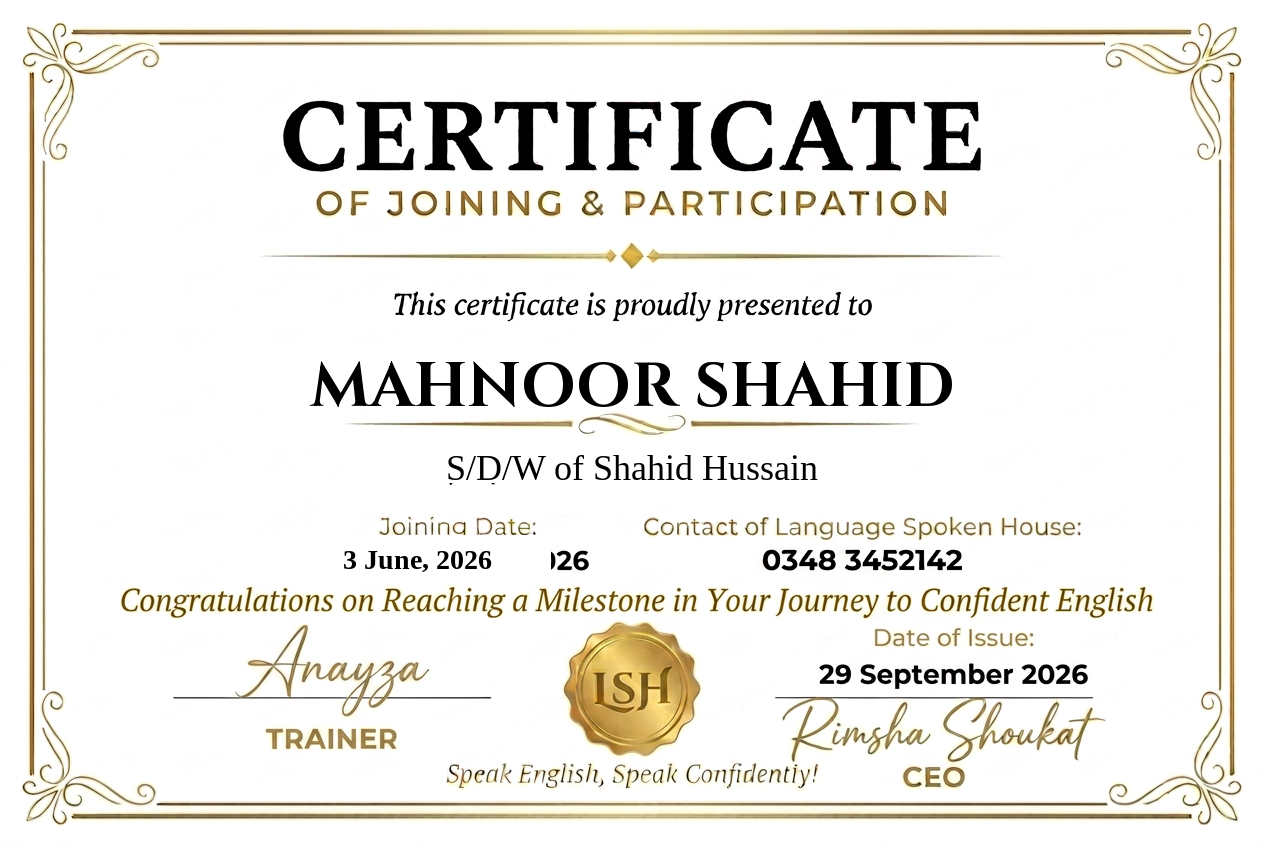 CERTIFICATE
OF JOINING & PARTICIPATION
This certificate is proudly presented to
MAHNOOR SHAHID
S/D/W of Shahid Hussain
Joining Date:
3 June, 2026
026
Contact of Language Spoken House:
0348 3452142
Congratulations on Reaching a Milestone in Your Journey to Confident English
Anayza
TRAINER
LSH
Date of Issue:
29 September 2026
Rimsha Shoukat
CEO
Speak English, Speak Confidently!